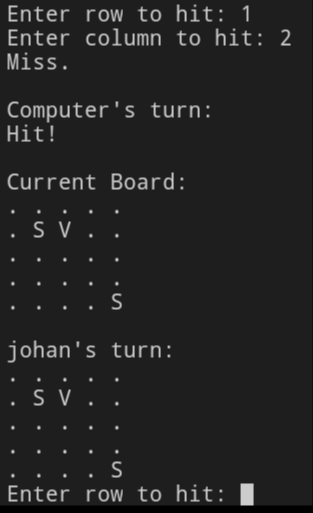 Enter row to hit: 1
Enter column to hit: 2
Miss.

Computer's turn:
Hit!

Current Board:
. . . . .
. S V . .
. . . . .
. . . . .
. . . . S

johan's turn:
. . . . .
. S V . .
. . . . .
. . . . .
. . . . S
Enter row to hit: